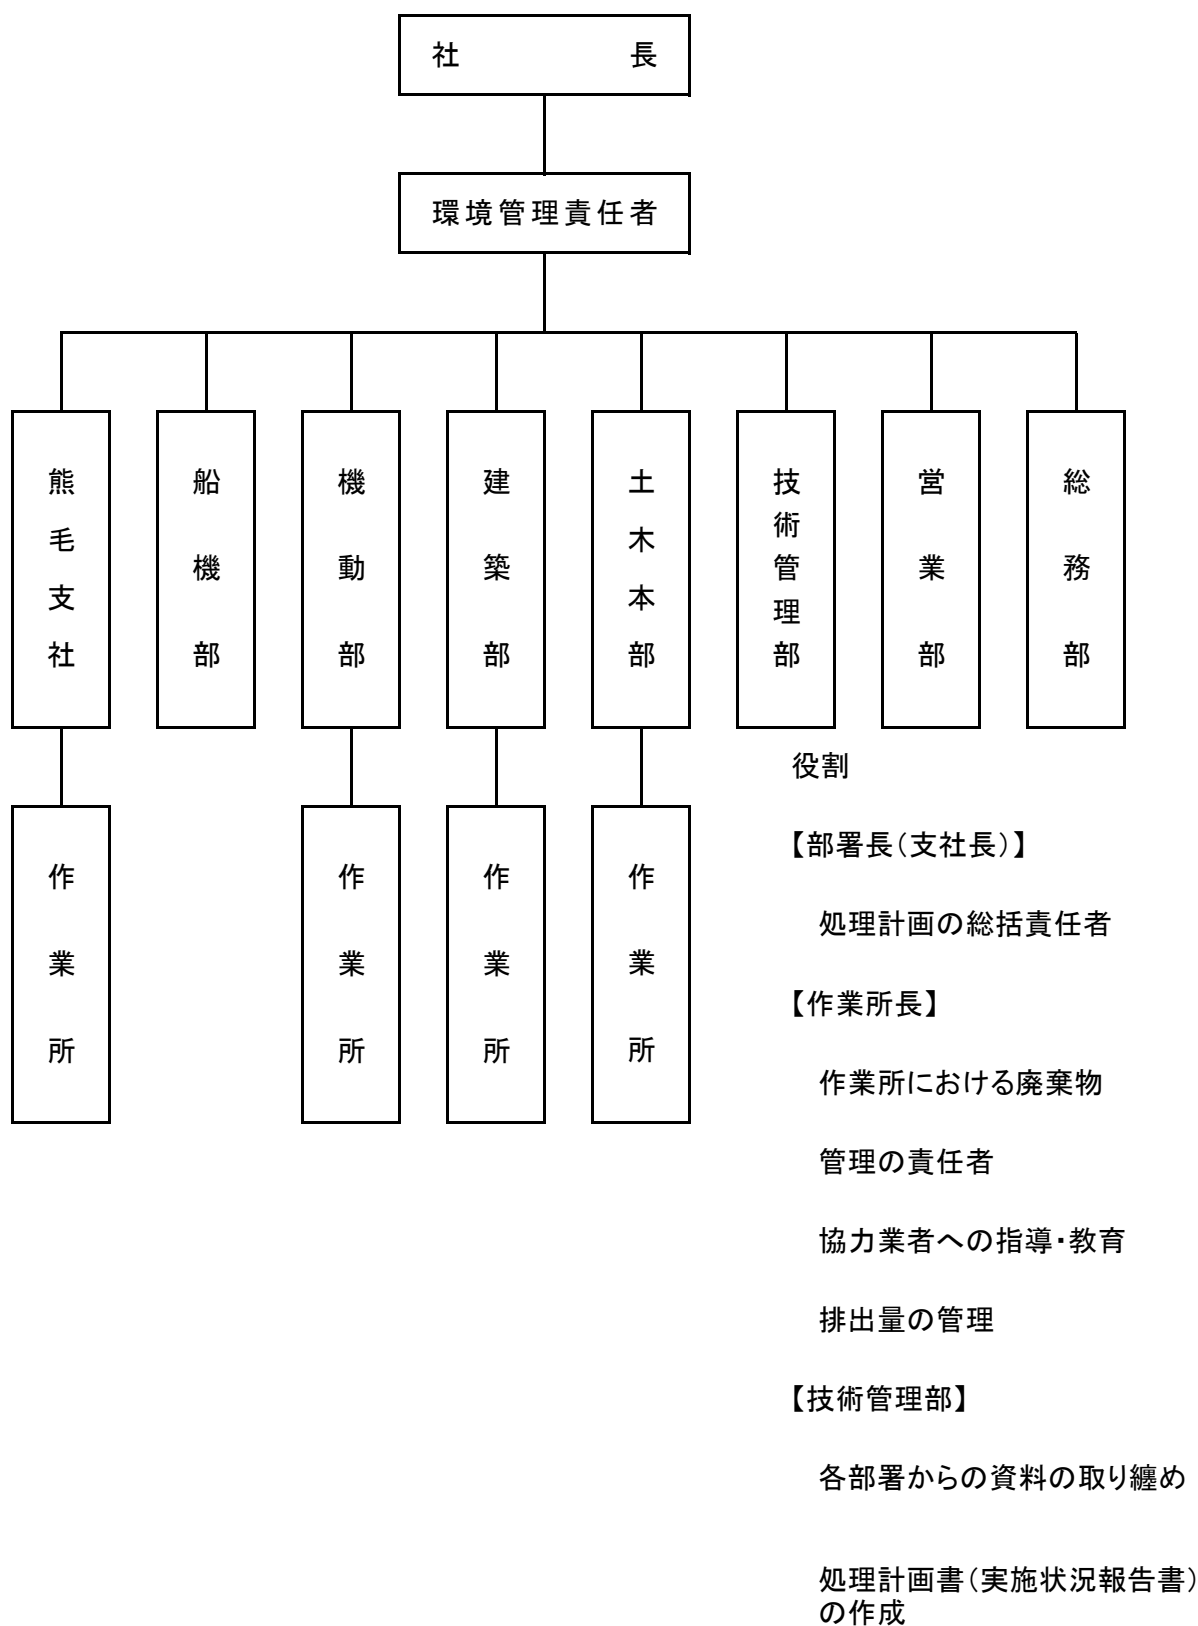 社長
環境管理責任者
熊毛支社
船機部
機動部
建築部
土木本部
技術管理部
営業部
総務部
作業所
作業所
作業所
作業所
役割
【部署長（支社長）】
処理計画の総括責任者
【作業所長】
作業所における廃棄物
管理の責任者
協力業者への指導・教育
排出量の管理
【技術管理部】
各部署からの資料の取り纏め
処理計画書（実施状況報告書）
の作成